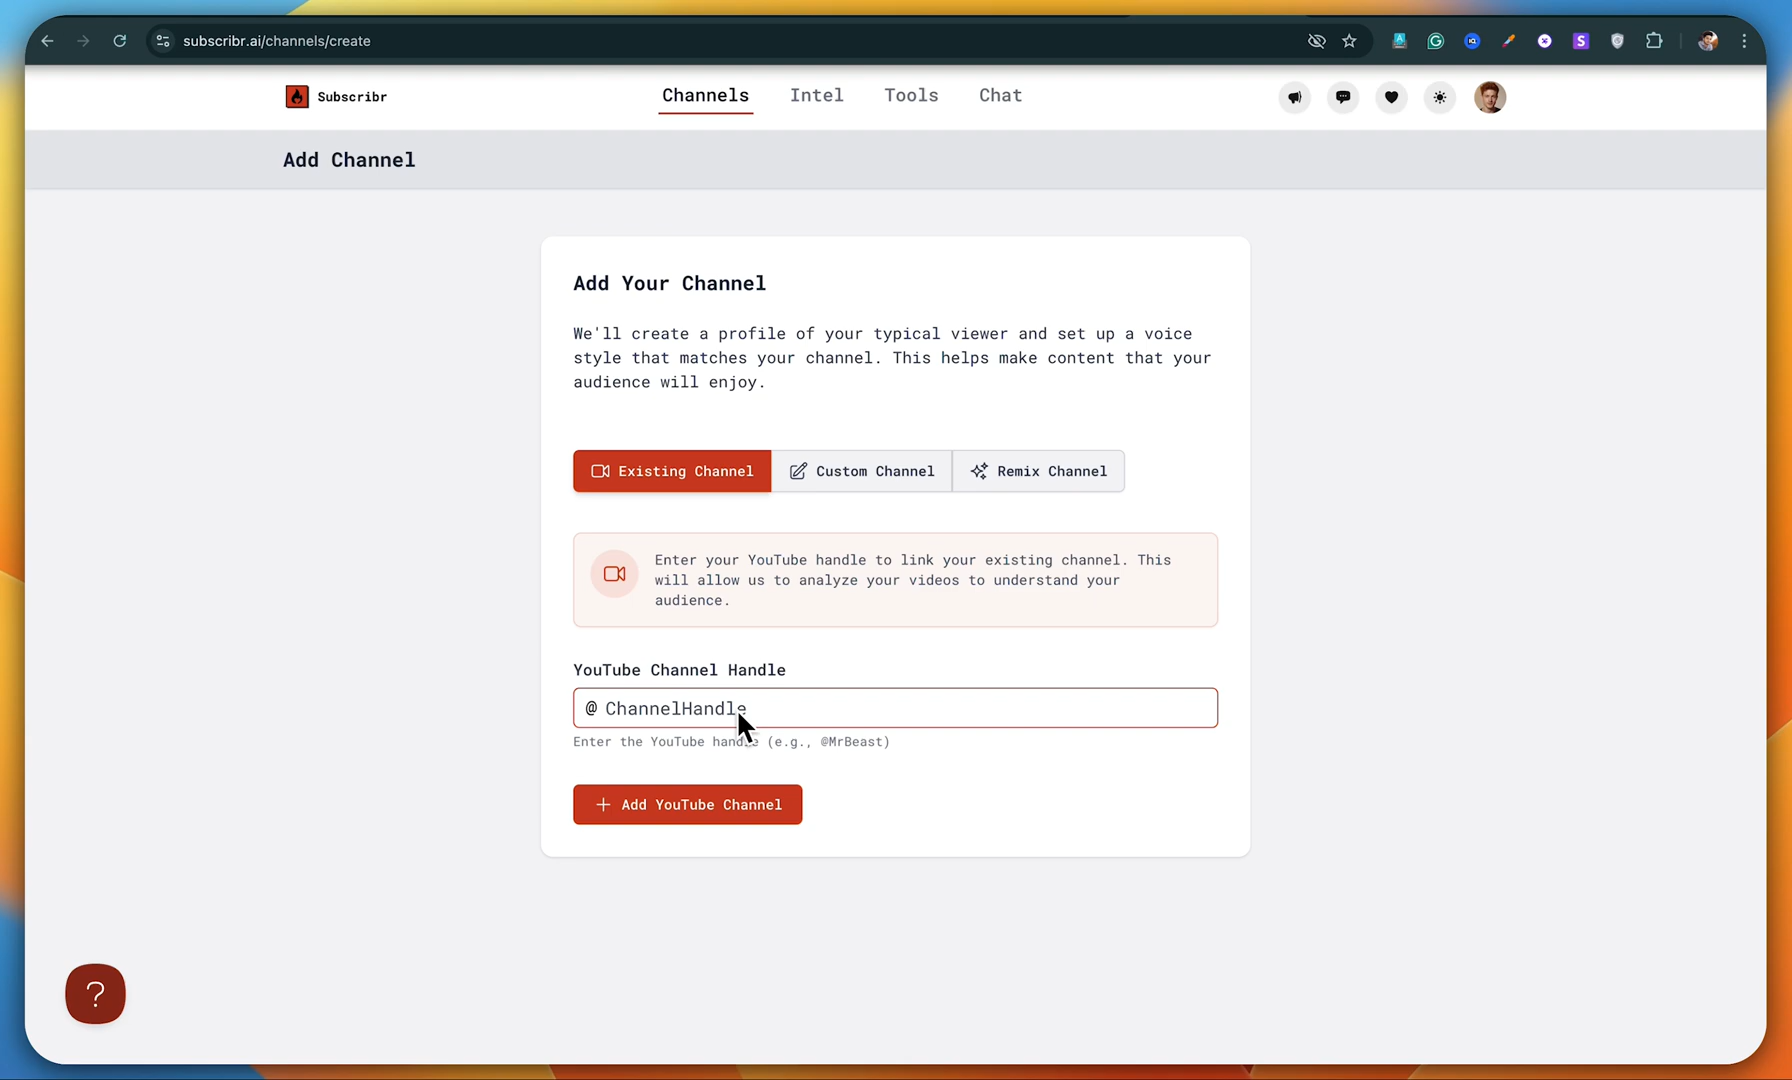 subscribr.ai/channels/create
Subscribr
Channels
Intel
Tools
Chat
Add Channel
Add Your Channel
We'll create a profile of your typical viewer and set up a voice
style that matches your channel. This helps make content that your
audience will enjoy.
Existing Channel
Custom Channel
Remix Channel
Enter your YouTube handle to link your existing channel. This
will allow us to analyze your videos to understand your
audience.
YouTube Channel Handle
@ ChannelHandle
Enter the YouTube handle (e.g., @MrBeast)
+ Add YouTube Channel
?